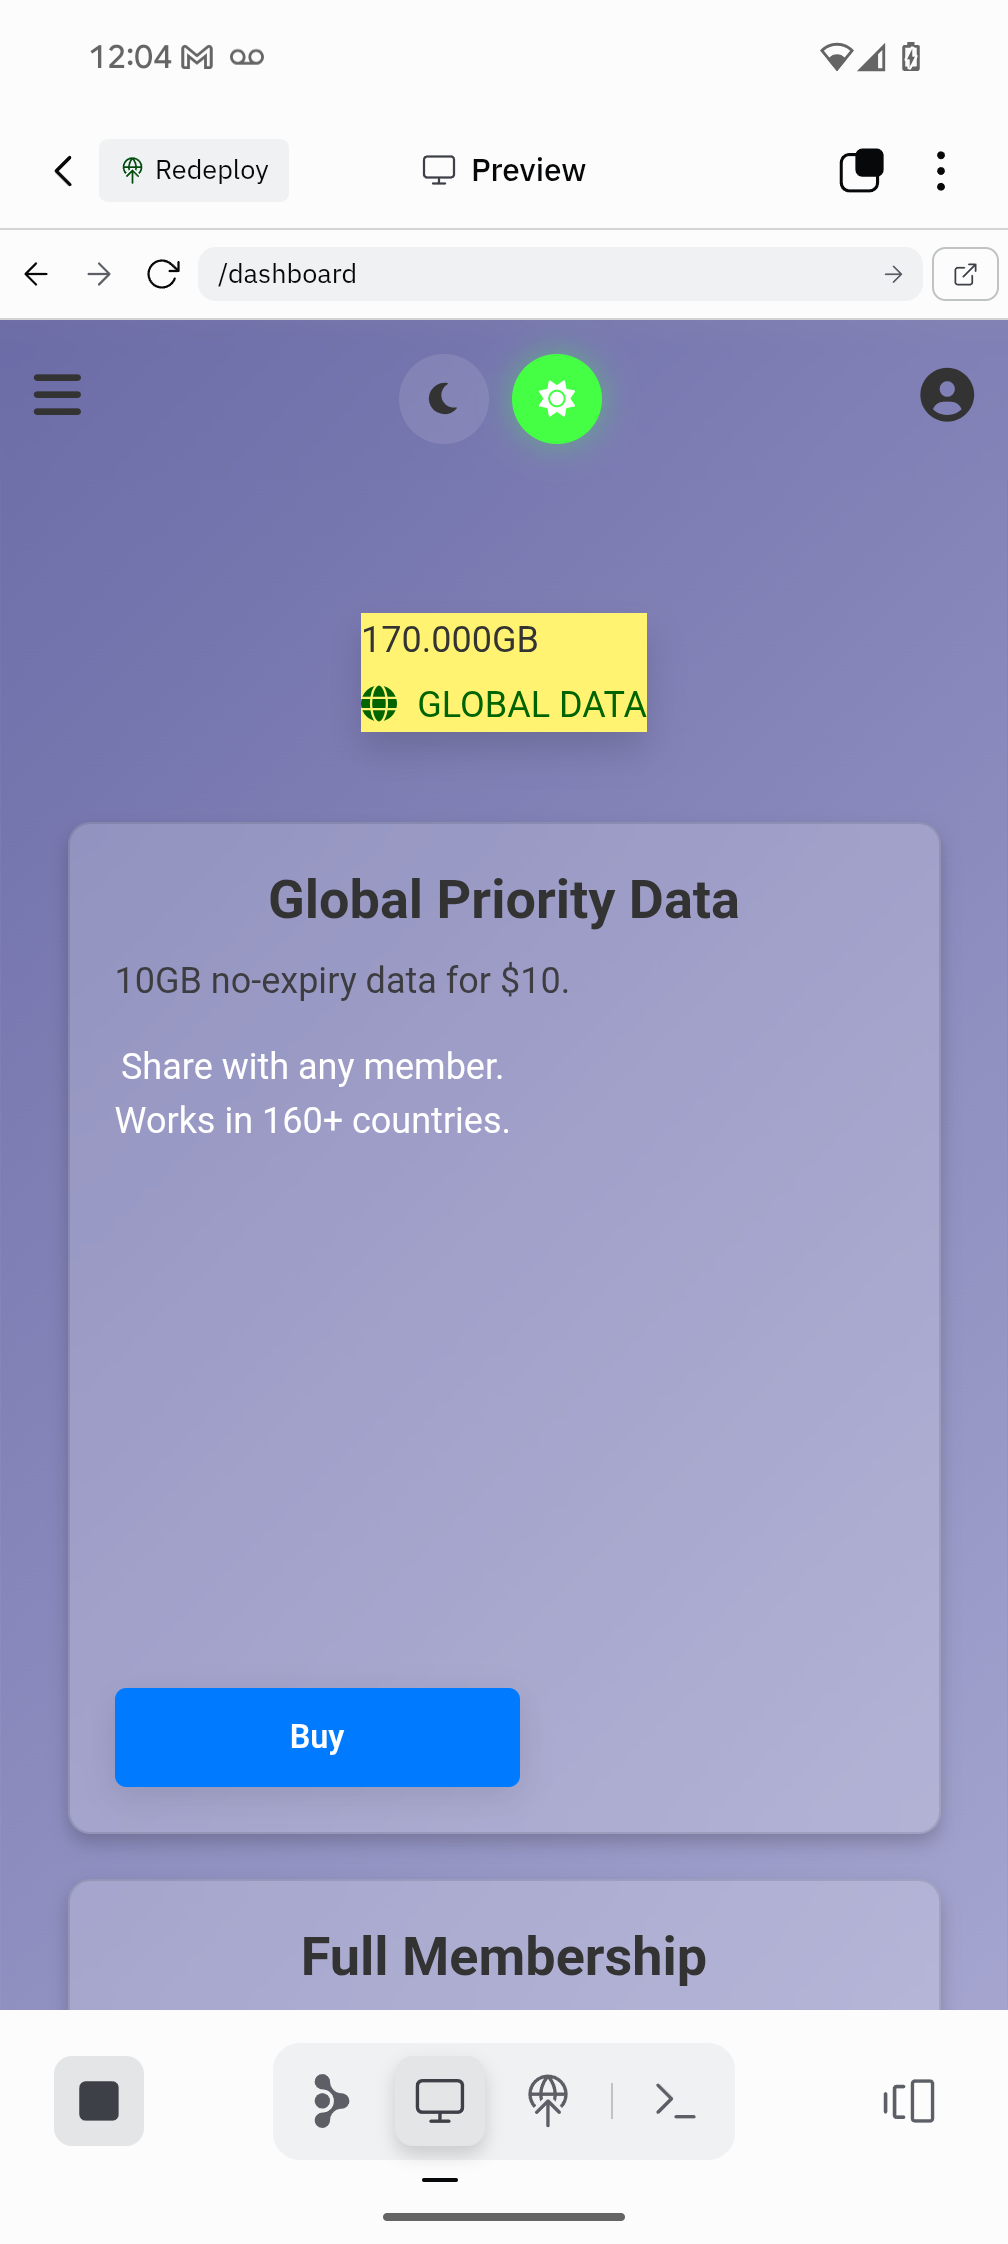 12:04
Redeploy
Preview
/dashboard
170.000GB
GLOBAL DATA
Global Priority Data
10GB no-expiry data for $10.
Share with any member.
Works in 160+ countries.
Buy
Full Membership